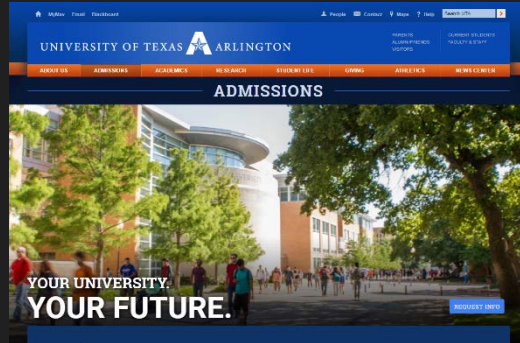 MyMav Email Blackboard People Contact Maps ? Help Search UTA
PARENTS CURRENT STUDENTS
ALUMNI+FRIENDS FACULTY & STAFF
VISITORS
UNIVERSITY OF TEXAS A ARLINGTON
ABOUT US ADMISSIONS ACADEMICS RESEARCH STUDENT LIFE GIVING ATHLETICS NEWS CENTER
ADMISSIONS
YOUR UNIVERSITY.
YOUR FUTURE.
REQUEST INFO